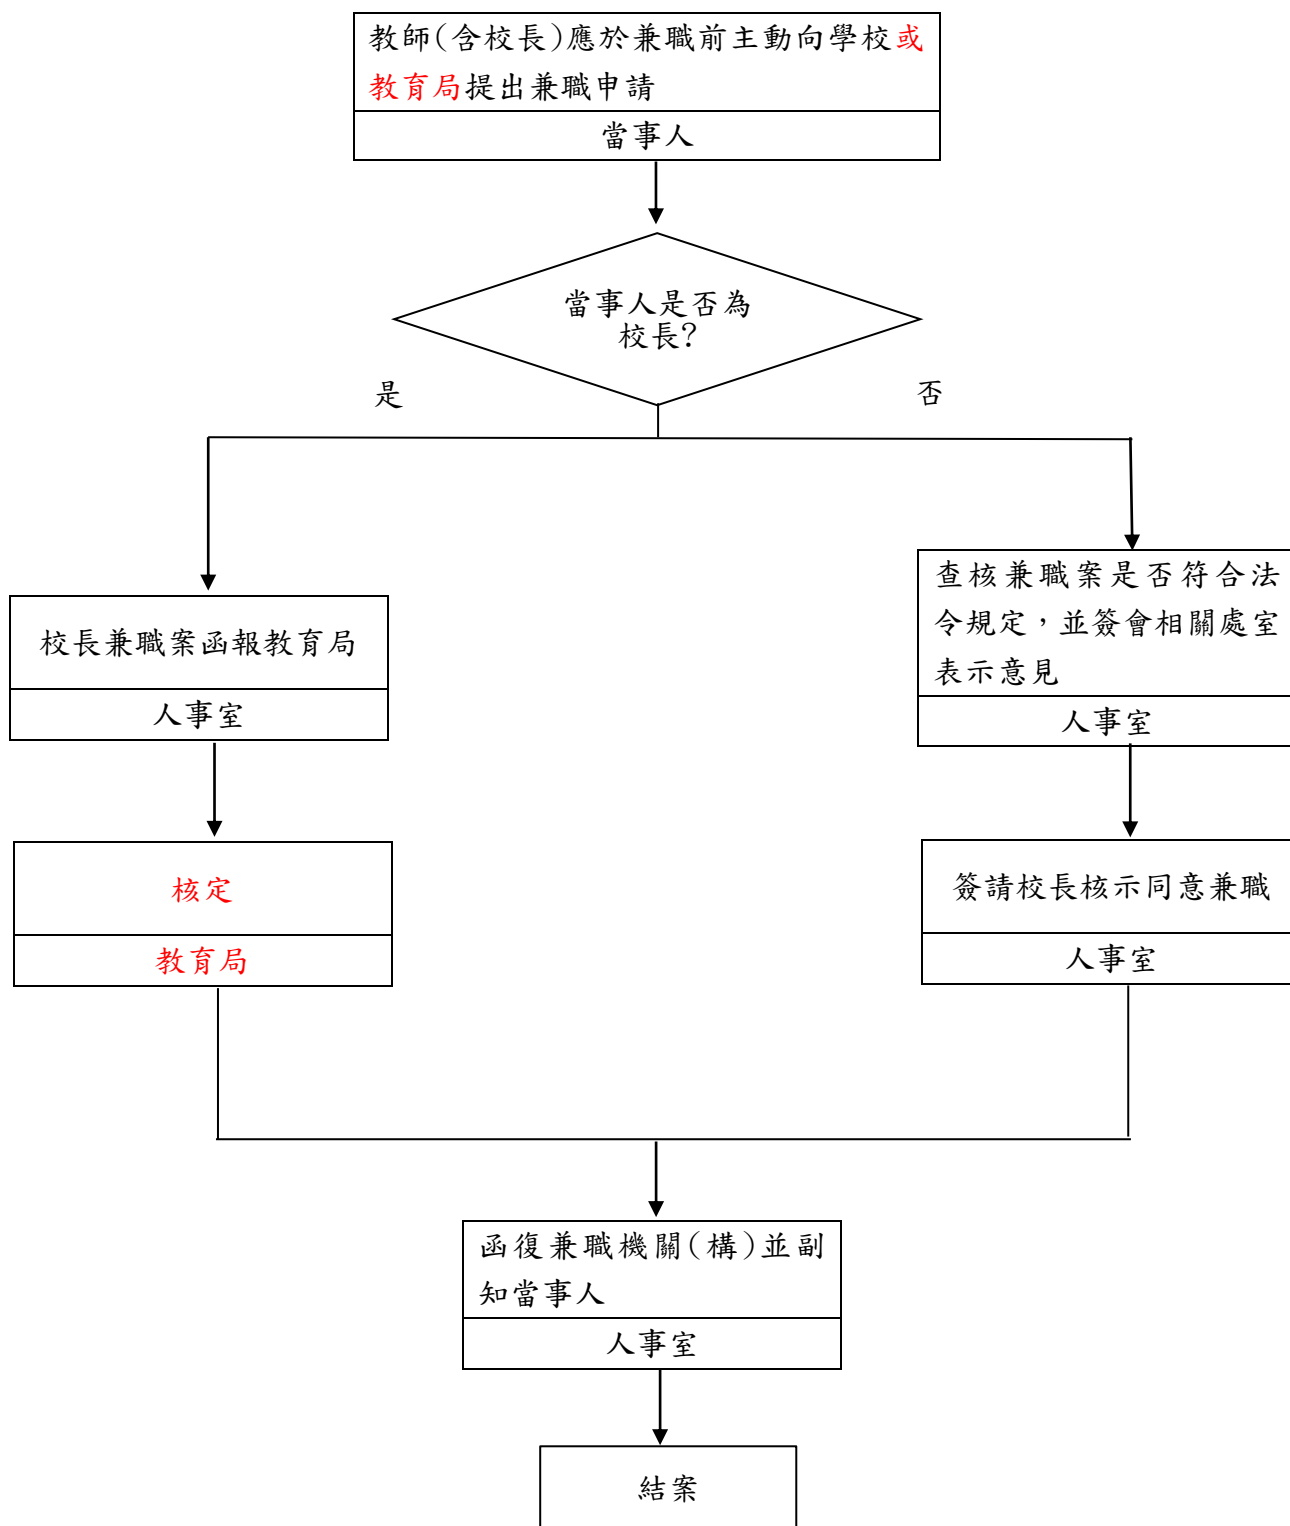 教師(含校長)應於兼職前主動向學校或
教育局提出兼職申請
當事人
當事人是否為
校長?
是
否
校長兼職案函報教育局
人事室
查核兼職案是否符合法
令規定，並簽會相關處室
表示意見
人事室
核定
教育局
簽請校長核示同意兼職
人事室
函復兼職機關(構)並副
知當事人
人事室
結案